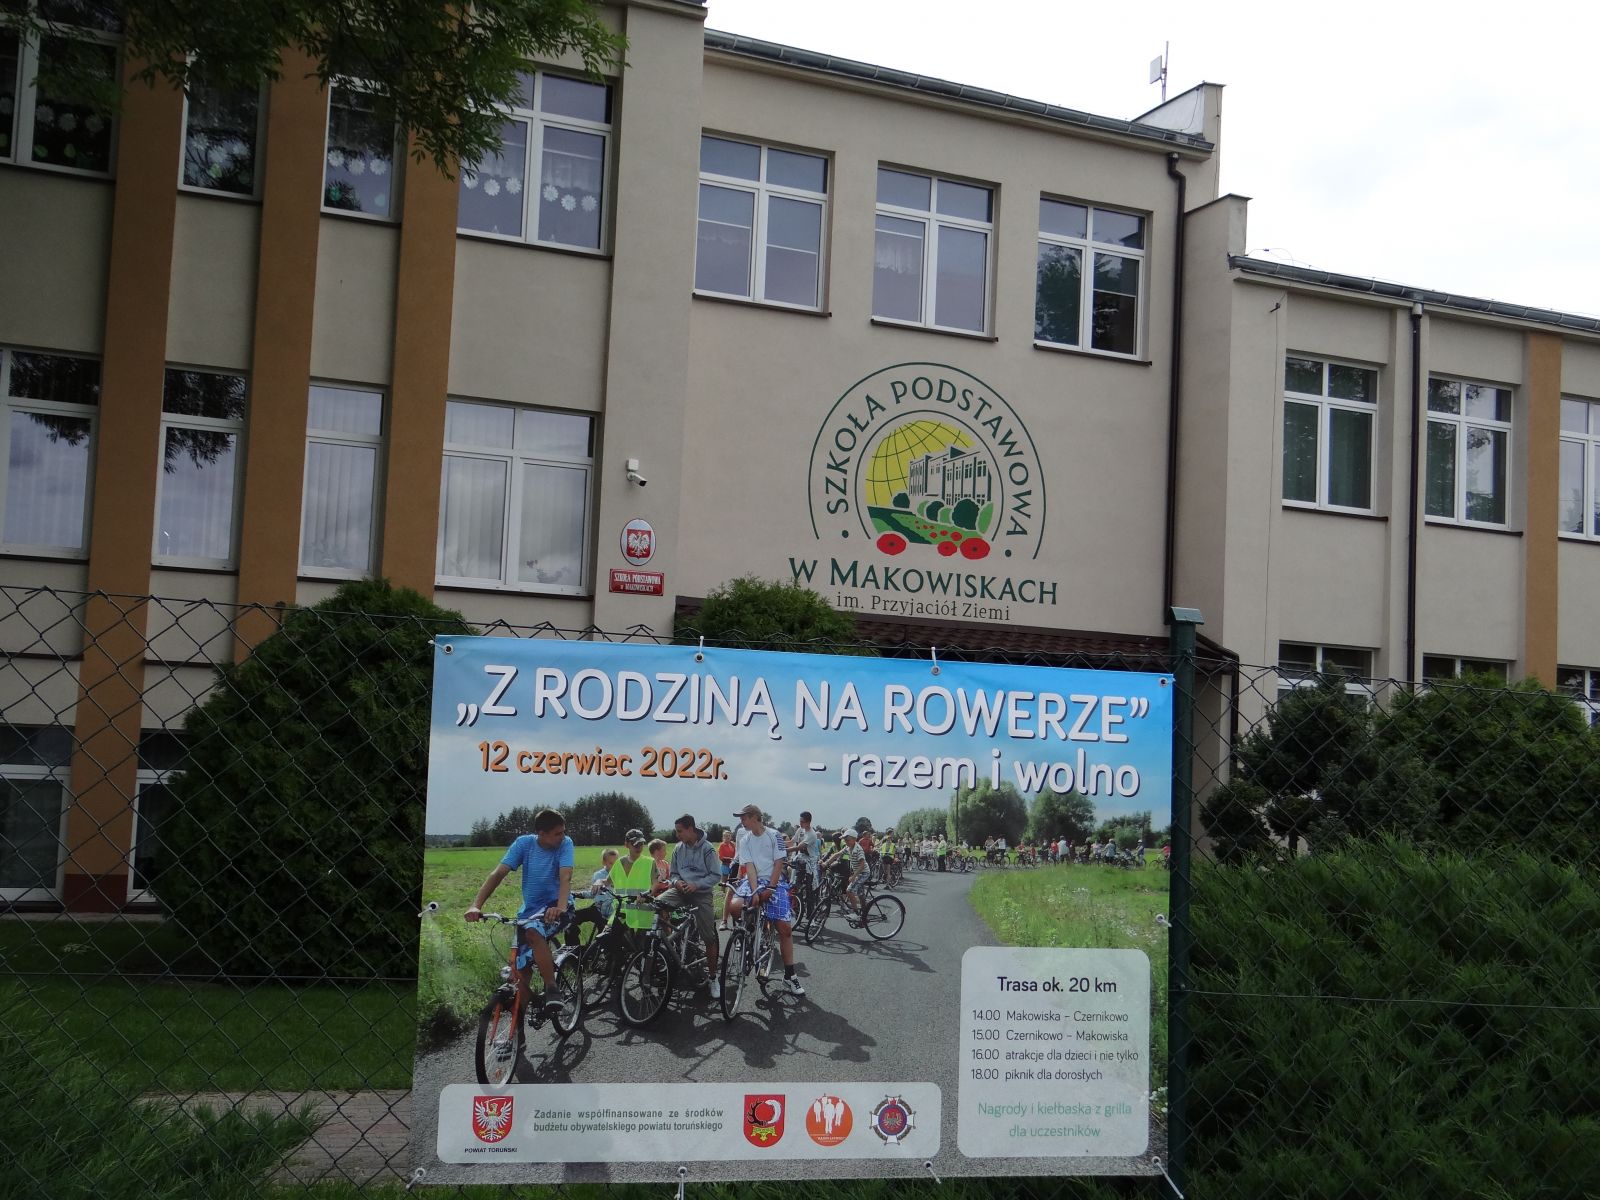 SZKOŁA PODSTAWOWA
W MAKOWISKACH
im. Przyjaciół Ziemi
SZKOŁA PODSTAWOWA
W MAKOWISKACH
„Z RODZINĄ NA ROWERZE”
12 czerwiec 2022r.
- razem i wolno
Trasa ok. 20 km
14.00 Makowiska – Czernikowo
15.00 Czernikowo – Makowiska
16.00 atrakcje dla dzieci i nie tylko
18.00 piknik dla dorosłych
Nagrody i kiełbaska z grilla
dla uczestników
POWIAT TORUŃSKI
Zadanie współfinansowane ze środków
budżetu obywatelskiego powiatu toruńskiego